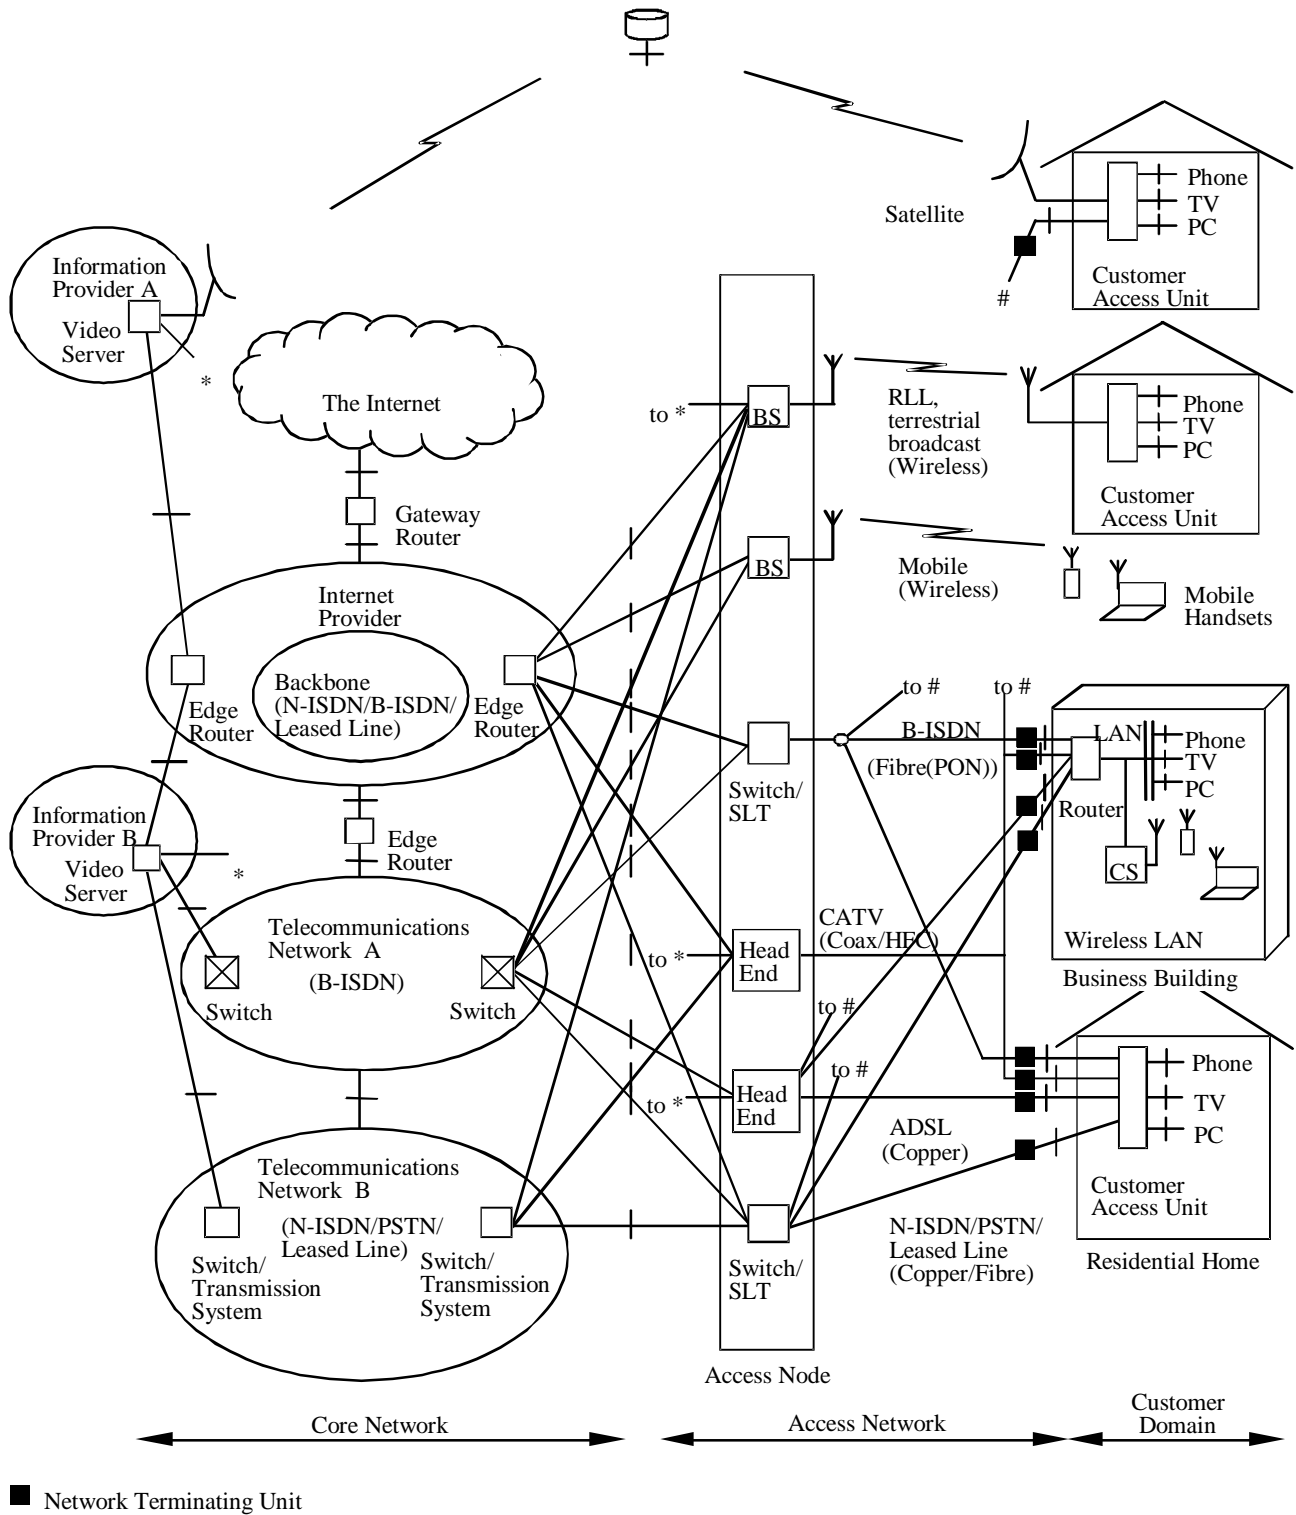 Satellite
Phone
TV
PC
#
Customer
Access Unit
Information
Provider A
Video
Server
*
The Internet
to *
BS
RLL,
terrestrial
broadcast
(Wireless)
Phone
TV
PC
Customer
Access Unit
Gateway
Router
BS
Mobile
(Wireless)
Mobile
Handsets
Internet
Provider
Backbone
(N-ISDN/B-ISDN/
Leased Line)
Edge
Router
Edge
Router
to #
to #
B-ISDN
(Fibre(PON))
Switch/
SLT
LAN
Phone
TV
PC
Router
CS
Wireless LAN
Business Building
Information
Provider B
Video
Server
*
Edge
Router
Telecommunications
Network A
(B-ISDN)
Switch
Switch
CATV
(Coax/HFC)
to *
Head
End
to #
to #
to *
Head
End
ADSL
(Copper)
Phone
TV
PC
Customer
Access Unit
Residential Home
Telecommunications
Network B
(N-ISDN/PSTN/
Leased Line)
Switch/
Transmission
System
Switch/
Transmission
System
Switch/
SLT
N-ISDN/PSTN/
Leased Line
(Copper/Fibre)
Access Node
Core Network
Access Network
Customer
Domain
Network Terminating Unit